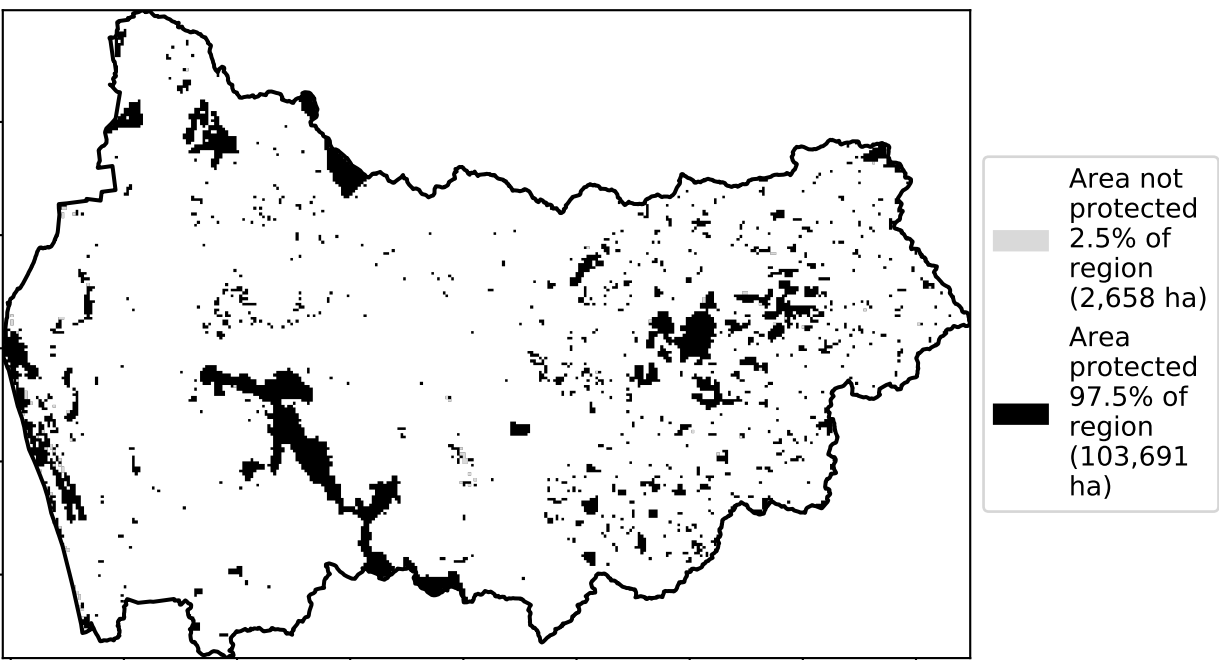 Area not
protected
2.5% of
region
(2,658 ha)
Area
protected
97.5% of
region
(103,691
ha)